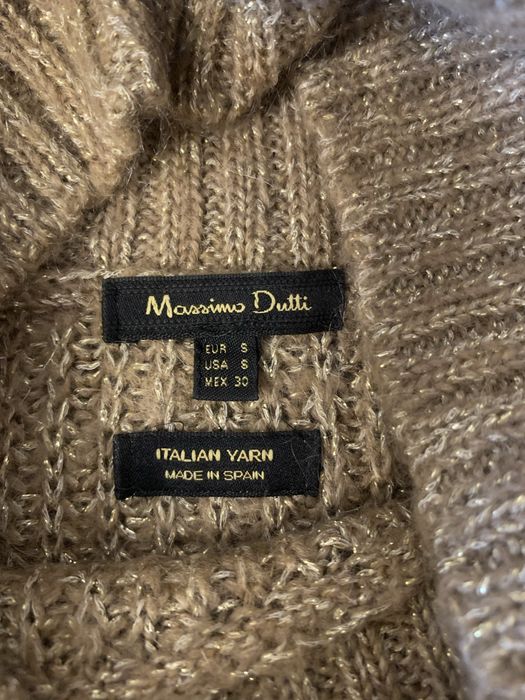 Massimo Dutti
EUR S
USA S
MEX 30
ITALIAN YARN
MADE IN SPAIN